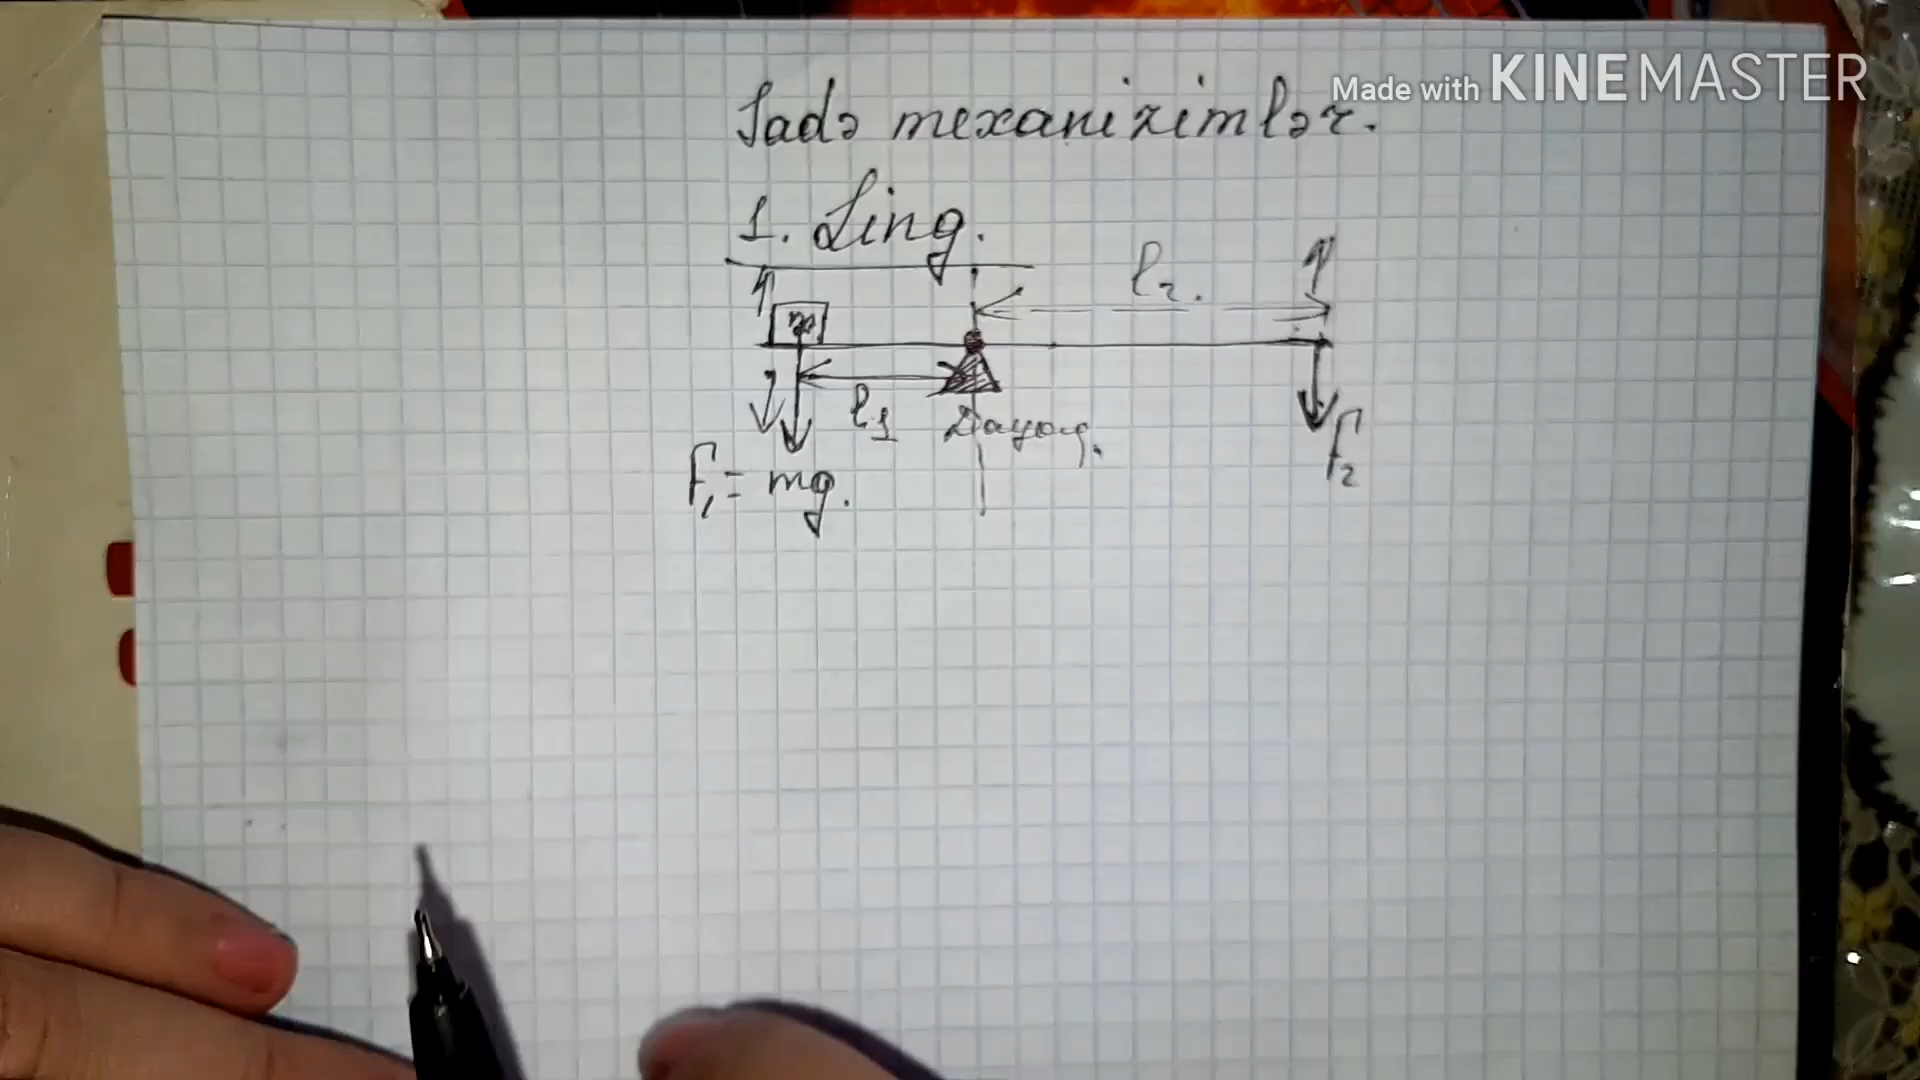 Made with KINEMASTER
Sadə mexanizimlər.
1. Ling.
l₂.
m
l₁
Dayaq.
F₁ = mg.
F₂